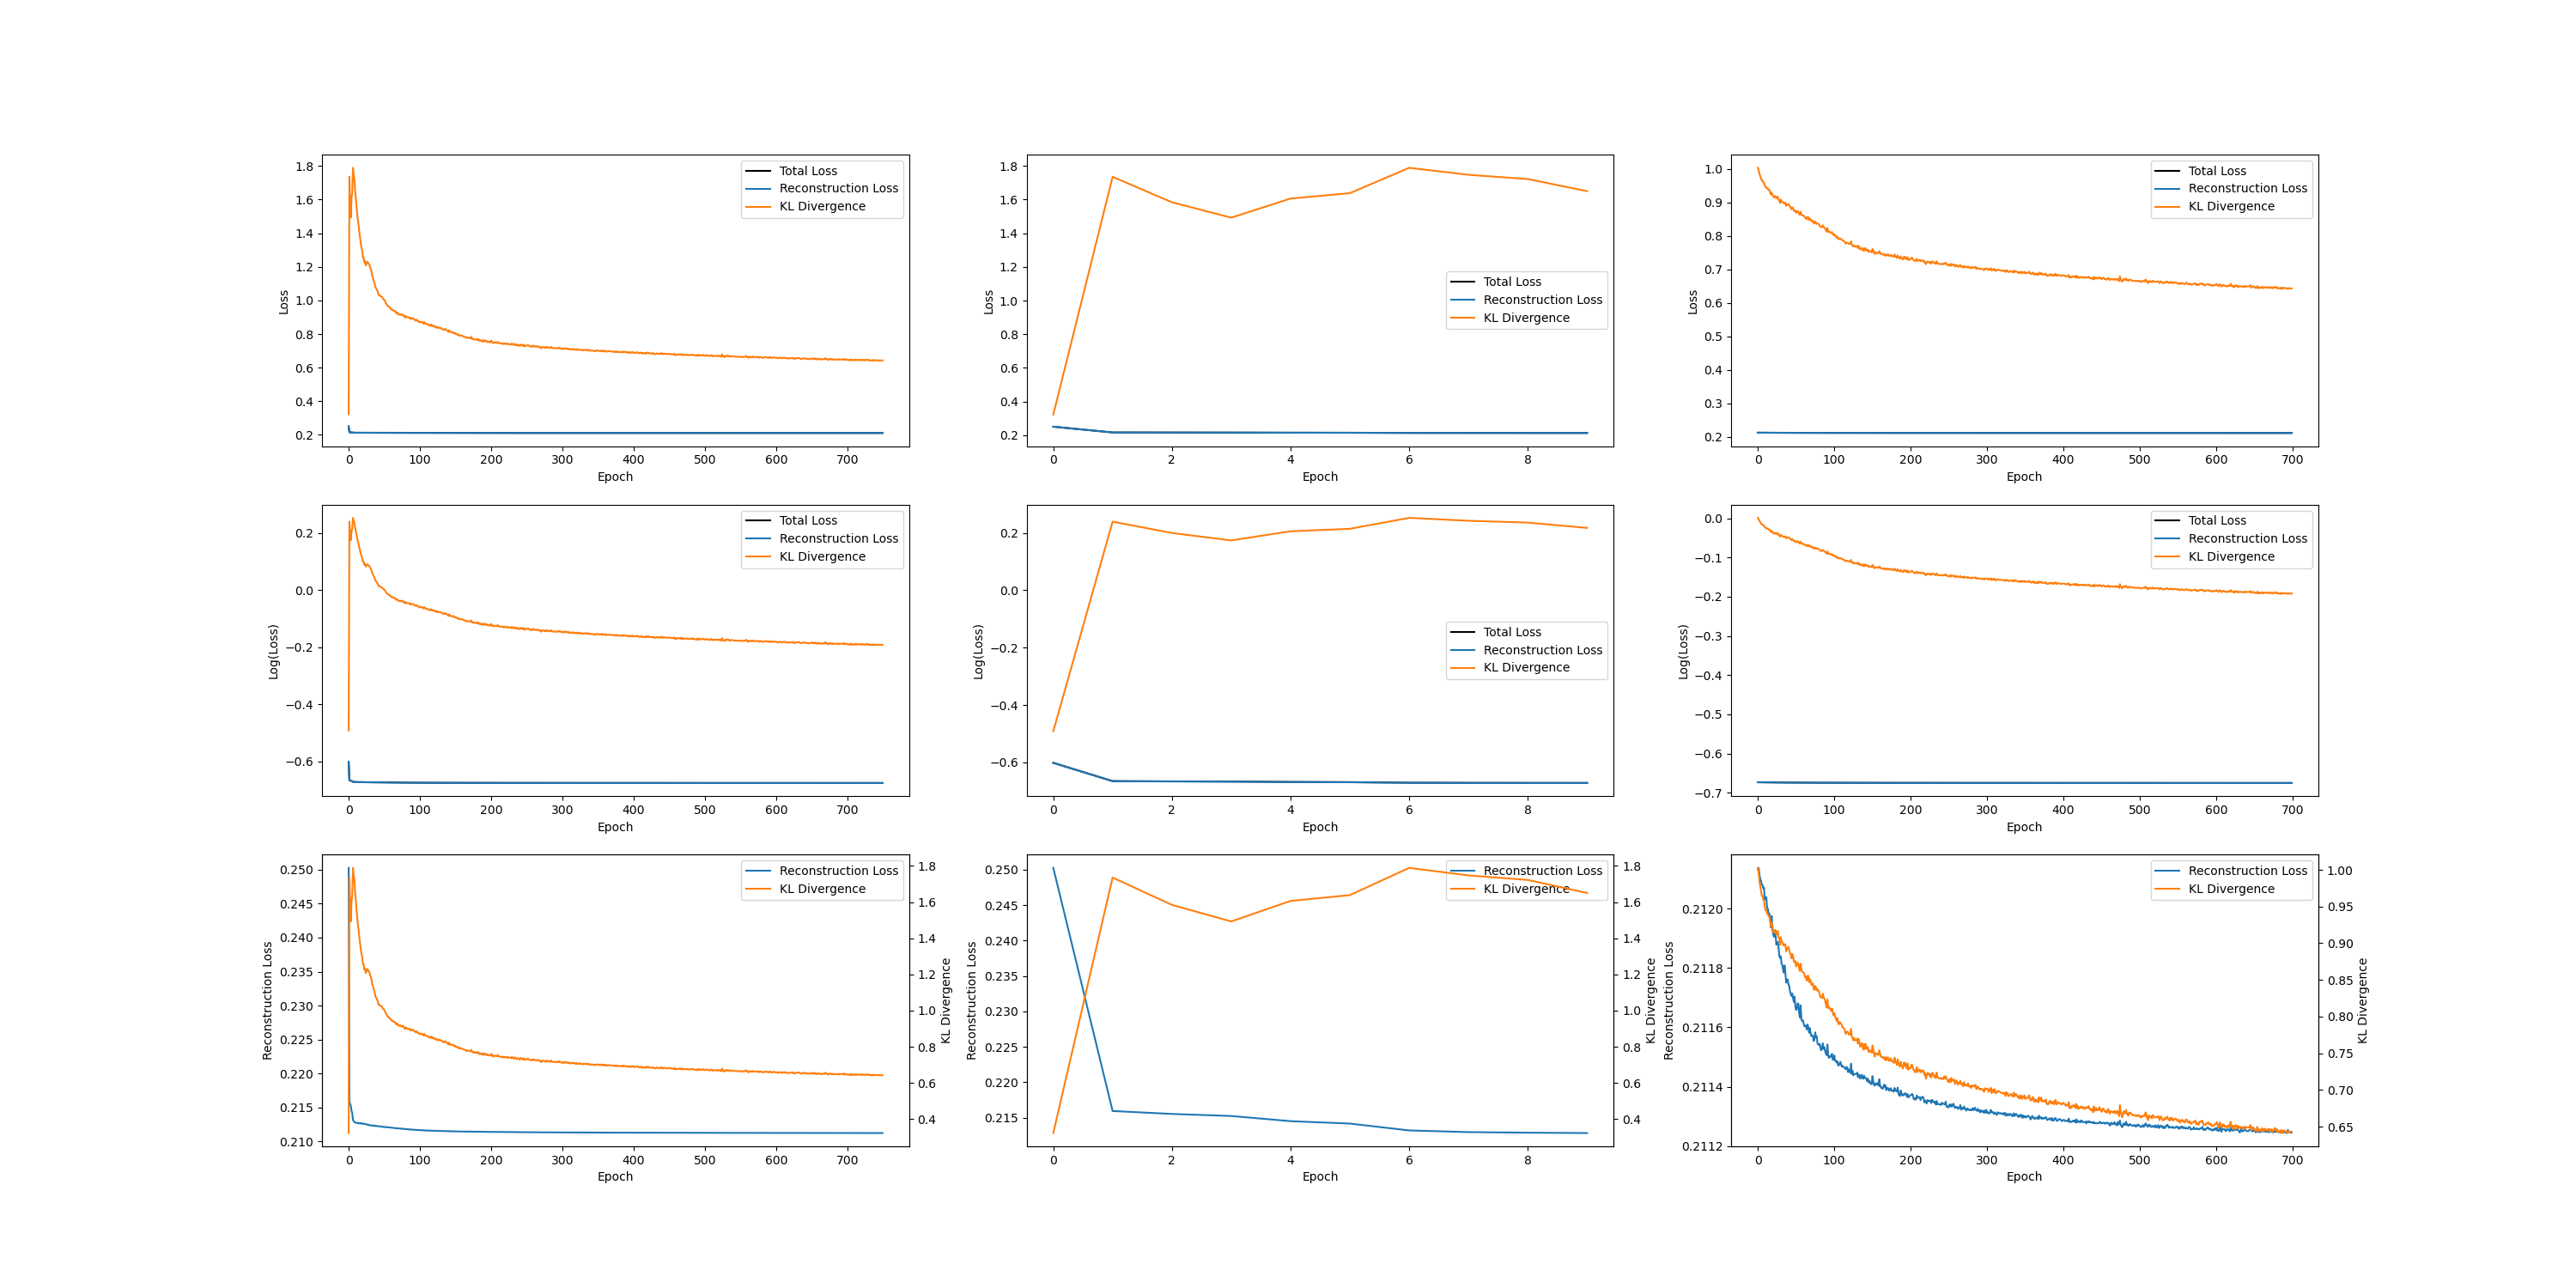 1.8
1.6
1.4
1.2
1.0
0.8
0.6
0.4
0.2
Loss
0 100 200 300 400 500 600 700
Epoch
Total Loss
Reconstruction Loss
KL Divergence
1.8
1.6
1.4
1.2
1.0
0.8
0.6
0.4
0.2
Loss
0 2 4 6 8
Epoch
Total Loss
Reconstruction Loss
KL Divergence
1.0
0.9
0.8
0.7
0.6
0.5
0.4
0.3
0.2
Loss
0 100 200 300 400 500 600 700
Epoch
Total Loss
Reconstruction Loss
KL Divergence
0.2
0.0
−0.2
−0.4
−0.6
Log(Loss)
0 100 200 300 400 500 600 700
Epoch
Total Loss
Reconstruction Loss
KL Divergence
0.2
0.0
−0.2
−0.4
−0.6
Log(Loss)
0 2 4 6 8
Epoch
Total Loss
Reconstruction Loss
KL Divergence
0.0
−0.1
−0.2
−0.3
−0.4
−0.5
−0.6
−0.7
Log(Loss)
0 100 200 300 400 500 600 700
Epoch
Total Loss
Reconstruction Loss
KL Divergence
0.250
0.245
0.240
0.235
0.230
0.225
0.220
0.215
0.210
Reconstruction Loss
0 100 200 300 400 500 600 700
Epoch
Reconstruction Loss
KL Divergence
1.8
1.6
1.4
1.2
1.0
0.8
0.6
0.4
KL Divergence
0.250
0.245
0.240
0.235
0.230
0.225
0.220
0.215
Reconstruction Loss
0 2 4 6 8
Epoch
Reconstruction Loss
KL Divergence
1.8
1.6
1.4
1.2
1.0
0.8
0.6
0.4
KL Divergence
0.2120
0.2118
0.2116
0.2114
0.2112
Reconstruction Loss
0 100 200 300 400 500 600 700
Epoch
Reconstruction Loss
KL Divergence
1.00
0.95
0.90
0.85
0.80
0.75
0.70
0.65
KL Divergence